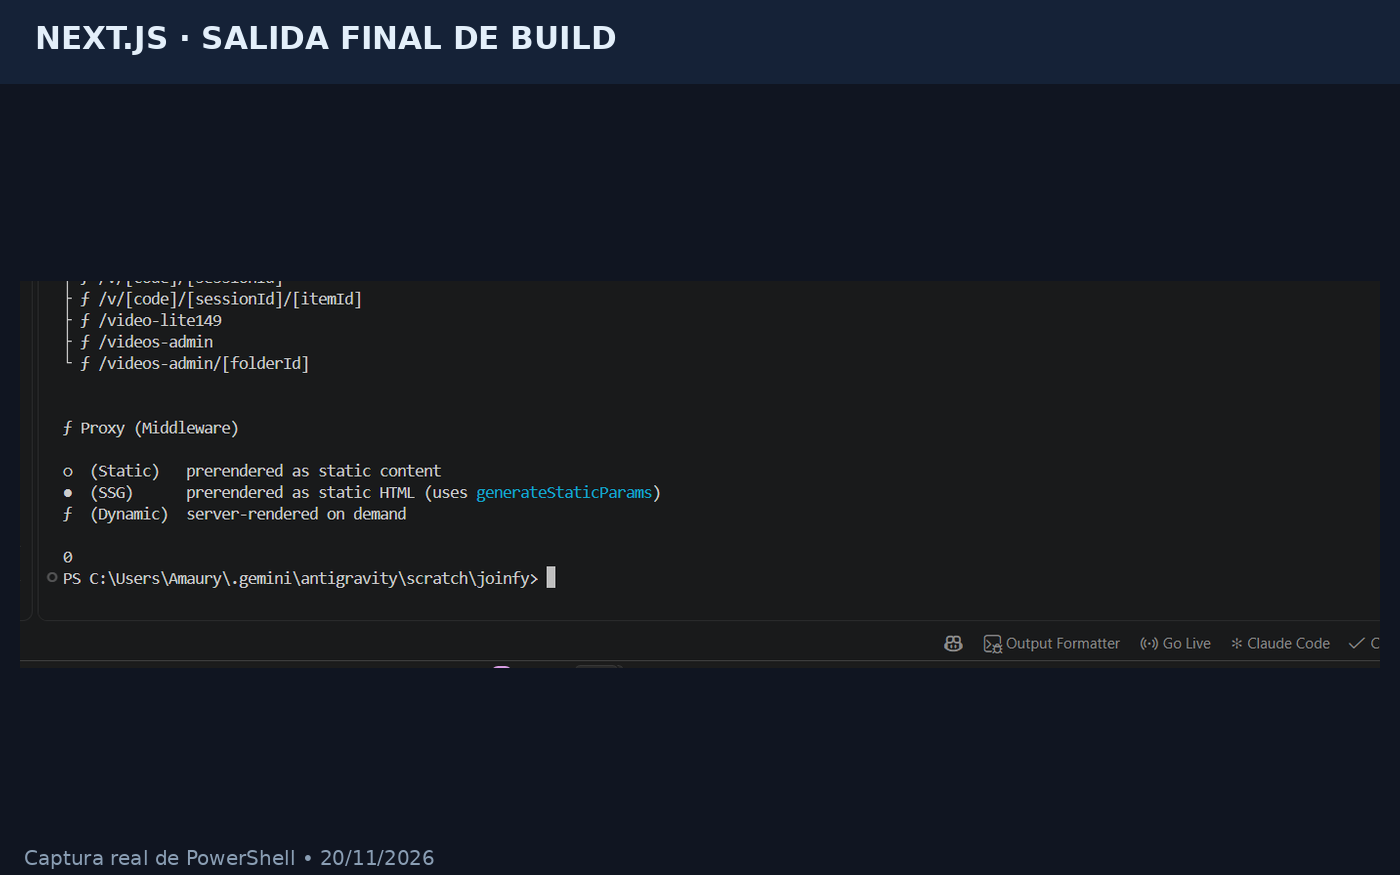 NEXT.JS · SALIDA FINAL DE BUILD
├ ƒ /v/[code]/[sessionId]
├ ƒ /v/[code]/[sessionId]/[itemId]
├ ƒ /video-lite149
├ ƒ /videos-admin
└ ƒ /videos-admin/[folderId]
ƒ Proxy (Middleware)
○ (Static) prerendered as static content
● (SSG) prerendered as static HTML (uses generateStaticParams)
ƒ (Dynamic) server-rendered on demand
0
PS C:\Users\Amaury\.gemini\antigravity\scratch\joinfy>
Output Formatter Go Live Claude Code
Captura real de PowerShell • 20/11/2026